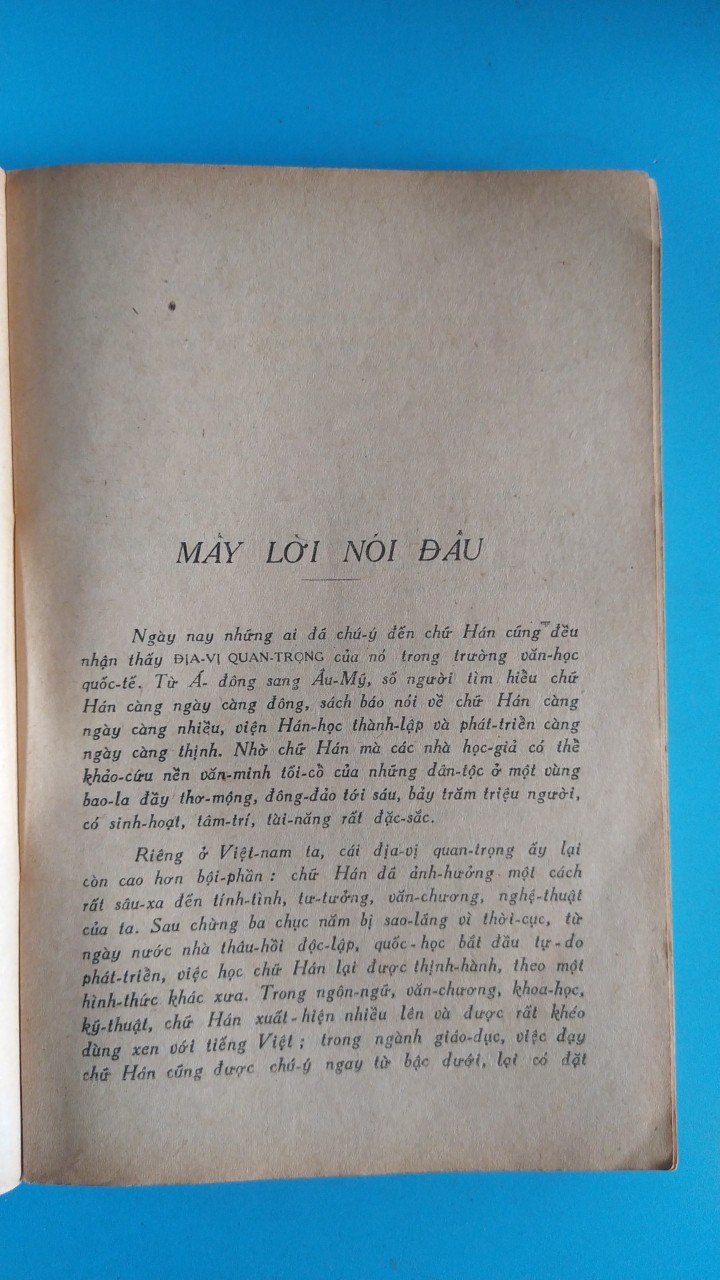 MẤY LỜI NÓI ĐẦU
Ngày nay những ai đã chú-ý đến chữ Hán cũng đều
nhận thấy ĐỊA-VỊ QUAN-TRỌNG của nó trong trường văn-học
quốc-tế. Từ Á- đông sang Âu-Mỹ, số người tìm hiểu chữ
Hán càng ngày càng đông, sách báo nói về chữ Hán càng
ngày càng nhiều, viện Hán-học thành-lập và phát-triển càng
ngày càng thịnh. Nhờ chữ Hán mà các nhà học-giả có thể
khảo-cứu nền văn-minh tối-cổ của những dân-tộc ở một vùng
bao-la đầy thơ-mộng, đông-đảo tới sáu, bảy trăm triệu người,
có sinh-hoạt, tâm-trí, tài-năng rất đặc-sắc.
Riêng ở Việt-nam ta, cái địa-vị quan-trọng ấy lại
còn cao hơn bội-phần : chữ Hán đã ảnh-hưởng một cách
rất sâu-xa đến tính-tình, tư-tưởng, văn-chương, nghệ-thuật
của ta. Sau chừng ba chục năm bị sao-lãng vì thời-cục, từ
ngày nước nhà thâu-hồi độc-lập, quốc-học bắt đầu tự-do
phát-triển, việc học chữ Hán lại được thịnh-hành, theo một
hình-thức khác xưa. Trong ngôn-ngữ, văn-chương, khoa-học,
kỹ-thuật, chữ Hán xuất-hiện nhiều lên và được rất khéo
dùng xen với tiếng Việt ; trong ngành giáo-dục, việc dạy
chữ Hán cũng được chú-ý ngay từ bậc dưới, lại có đặt